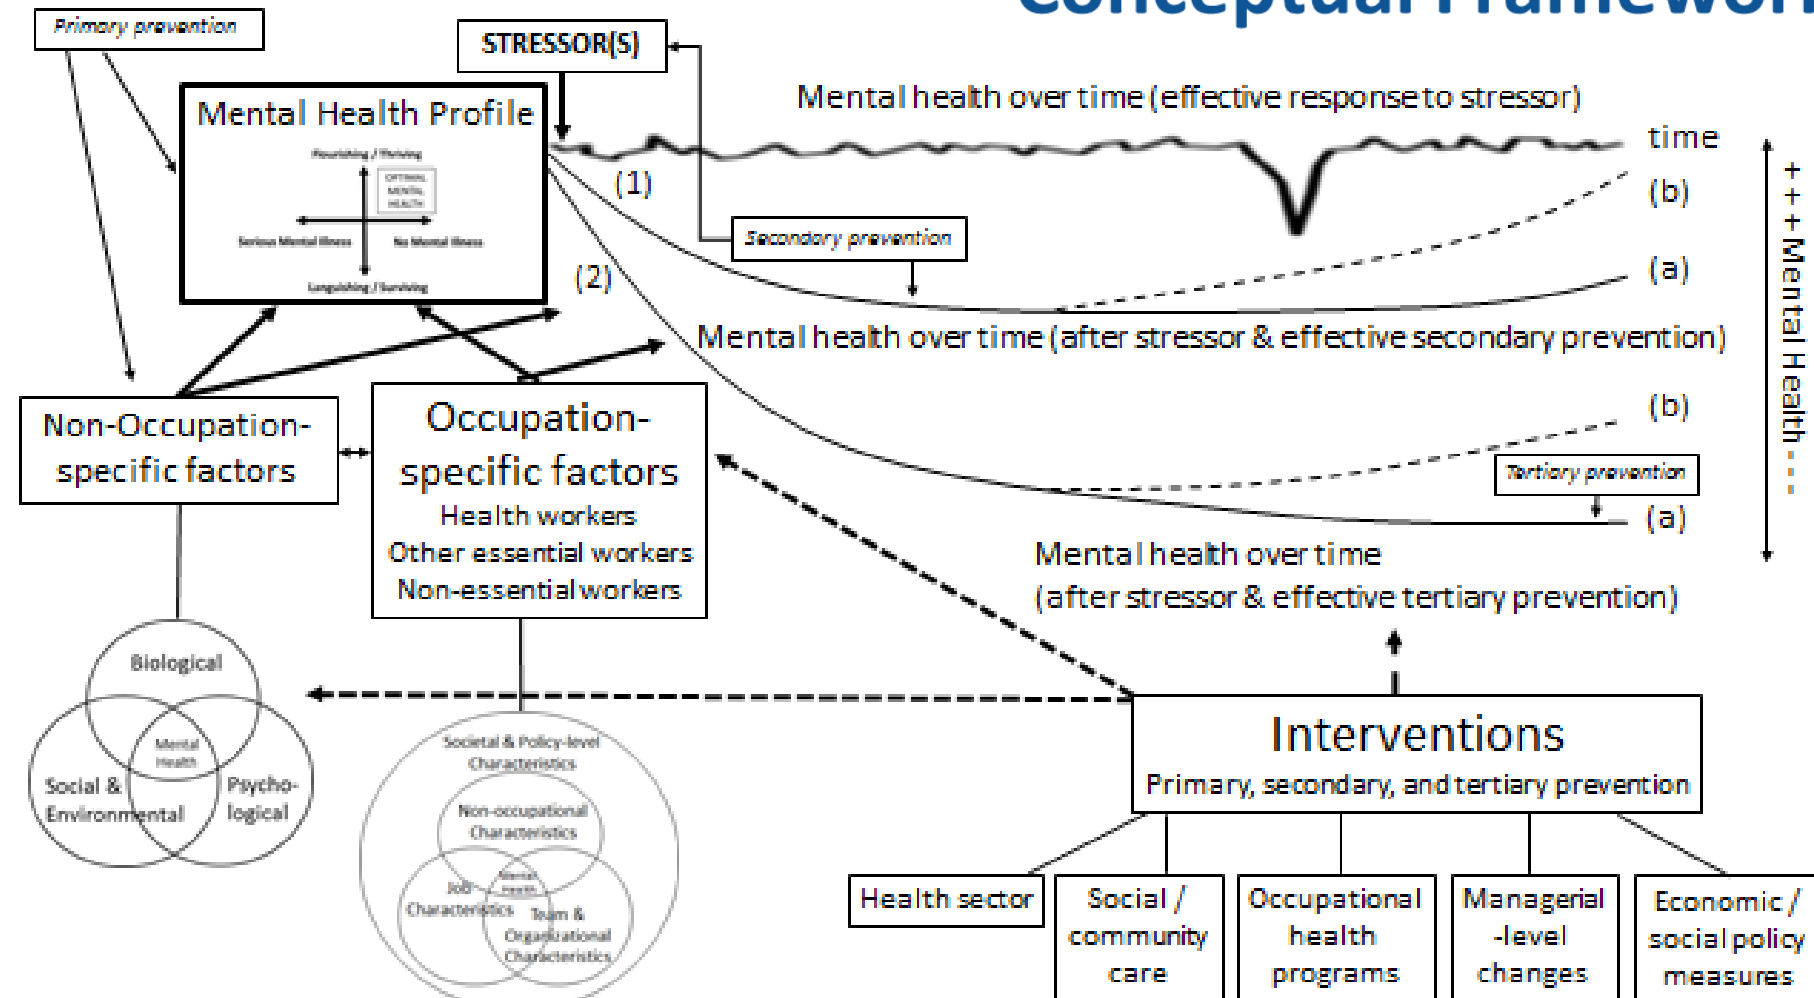 Conceptual Framework
Primary prevention
STRESSOR(S)
Mental Health Profile
Flourishing / Thriving
OPTIMAL
MENTAL
HEALTH
Serious Mental Illness
No Mental Illness
Languishing / Surviving
Mental health over time (effective response to stressor)
time
(1)
(b)
Secondary prevention
(a)
(2)
Mental health over time (after stressor & effective secondary prevention)
+ + + Mental Health - - -
(b)
Tertiary prevention
(a)
Mental health over time
(after stressor & effective tertiary prevention)
Non-Occupation-
specific factors
Occupation-
specific factors
Health workers
Other essential workers
Non-essential workers
Biological
Mental
Health
Social &
Environmental
Psycho-
logical
Societal & Policy-level
Characteristics
Non-occupational
Characteristics
Mental
Health
Job
Characteristics
Team &
Organizational
Characteristics
Interventions
Primary, secondary, and tertiary prevention
Health sector
Social /
community
care
Occupational
health
programs
Managerial
-level
changes
Economic /
social policy
measures